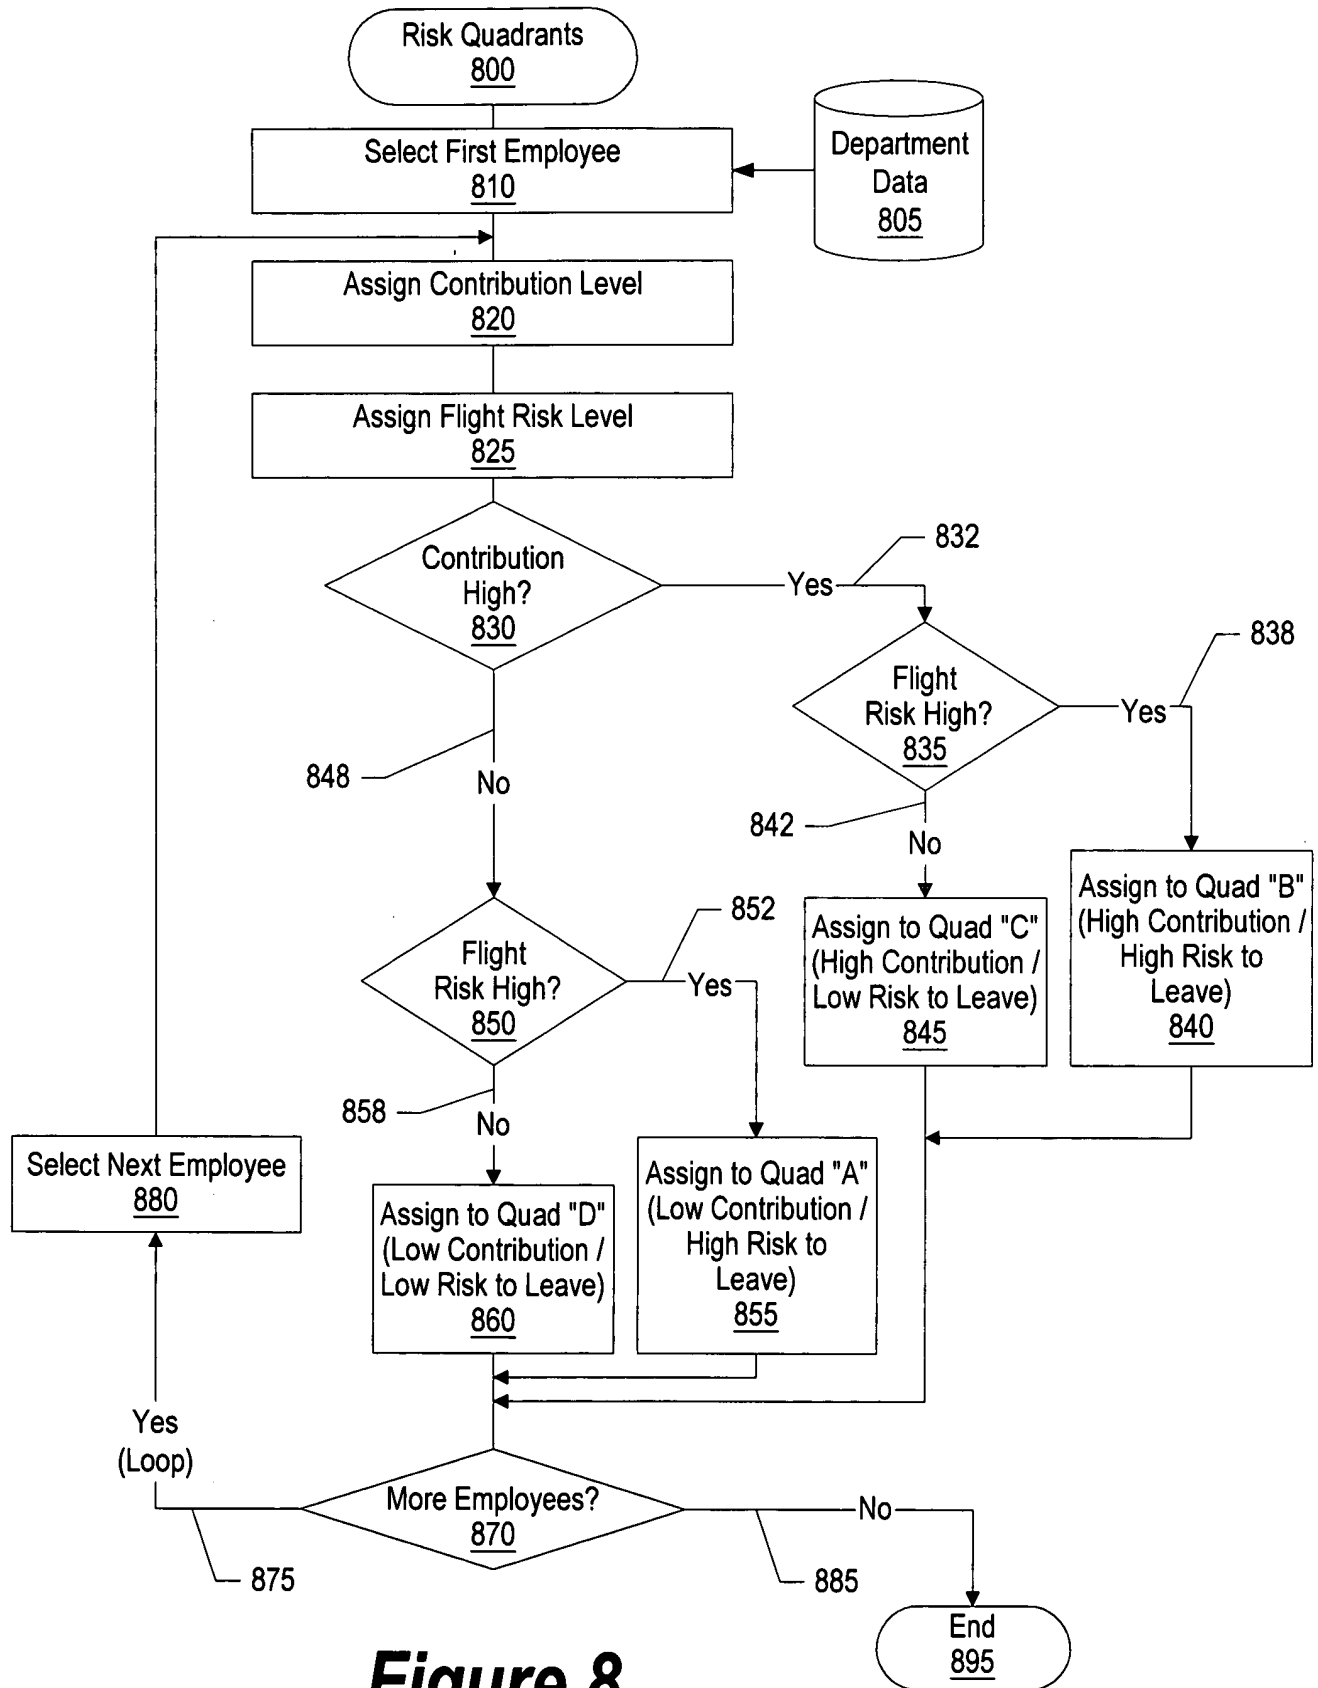 Risk Quadrants
800
Department
Data
805
Select First Employee
810
Assign Contribution Level
820
Assign Flight Risk Level
825
Contribution
High?
830
Yes
832
Flight
Risk High?
835
Yes
838
848
No
842
No
Assign to Quad "B"
(High Contribution /
High Risk to
Leave)
840
Assign to Quad "C"
(High Contribution /
Low Risk to Leave)
845
Flight
Risk High?
850
852
Yes
858
No
Select Next Employee
880
Assign to Quad "D"
(Low Contribution /
Low Risk to Leave)
860
Assign to Quad "A"
(Low Contribution /
High Risk to
Leave)
855
Yes
(Loop)
More Employees?
870
No
875
885
End
895
Figure 8